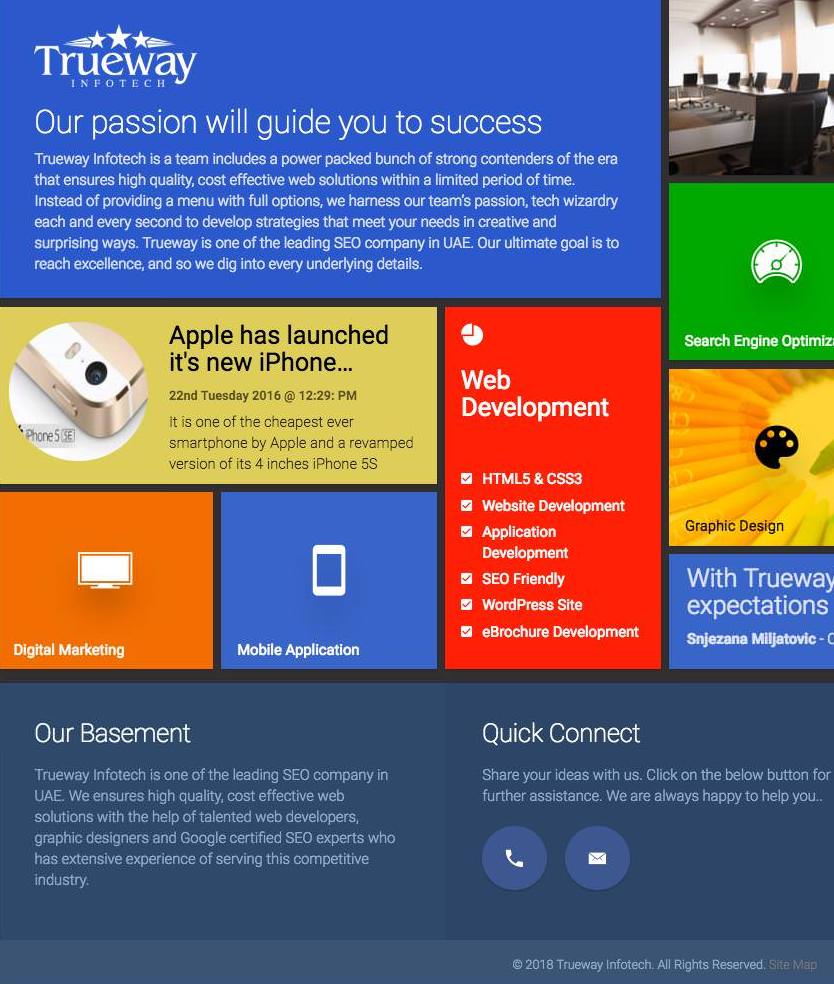 Trueway
INFOTECH
Our passion will guide you to success
Trueway Infotech is a team includes a power packed bunch of strong contenders of the era
that ensures high quality, cost effective web solutions within a limited period of time.
Instead of providing a menu with full options, we harness our team's passion, tech wizardry
each and every second to develop strategies that meet your needs in creative and
surprising ways. Trueway is one of the leading SEO company in UAE. Our ultimate goal is to
reach excellence, and so we dig into every underlying details.
Search Engine Optimiz
Apple has launched
it's new iPhone...
22nd Tuesday 2016 @ 12:29: PM
It is one of the cheapest ever
smartphone by Apple and a revamped
version of its 4 inches iPhone 5S
iPhone 5 SE
Web
Development
HTML5 & CSS3
Website Development
Application
Development
SEO Friendly
WordPress Site
eBrochure Development
Graphic Design
Digital Marketing
Mobile Application
With Trueway
expectations
Snjezana Miljatovic -
Our Basement
Trueway Infotech is one of the leading SEO company in
UAE. We ensures high quality, cost effective web
solutions with the help of talented web developers,
graphic designers and Google certified SEO experts who
has extensive experience of serving this competitive
industry.
Quick Connect
Share your ideas with us. Click on the below button for
further assistance. We are always happy to help you..
© 2018 Trueway Infotech. All Rights Reserved. Site Map